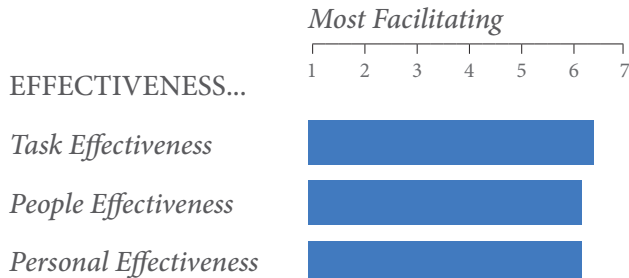 Most Facilitating
1 2 3 4 5 6 7
EFFECTIVENESS...
Task Effectiveness
People Effectiveness
Personal Effectiveness